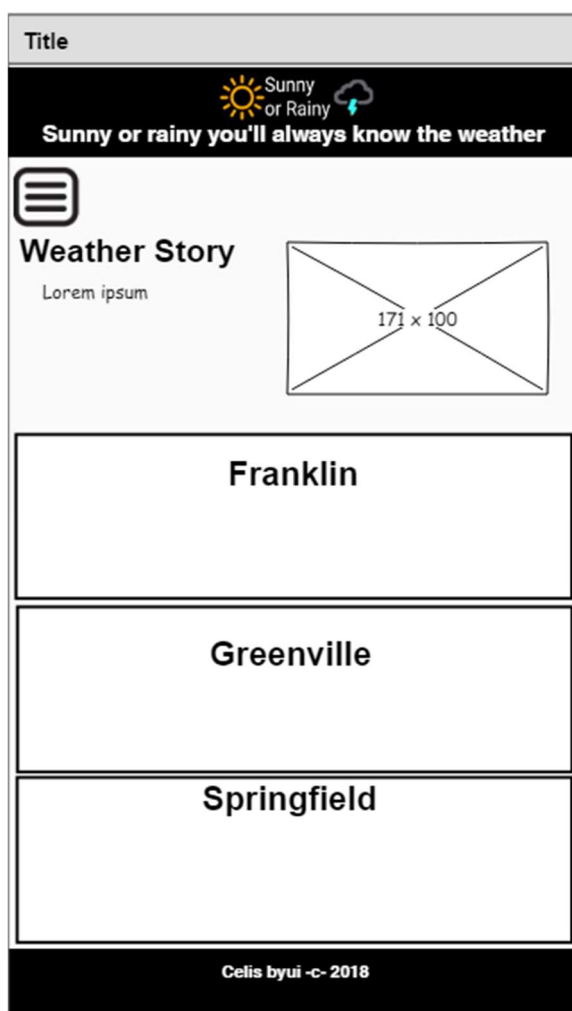 Title
Sunny
or Rainy
Sunny or rainy you'll always know the weather
Weather Story
Lorem ipsum
171 x 100
Franklin
Greenville
Springfield
Celis byui -c- 2018